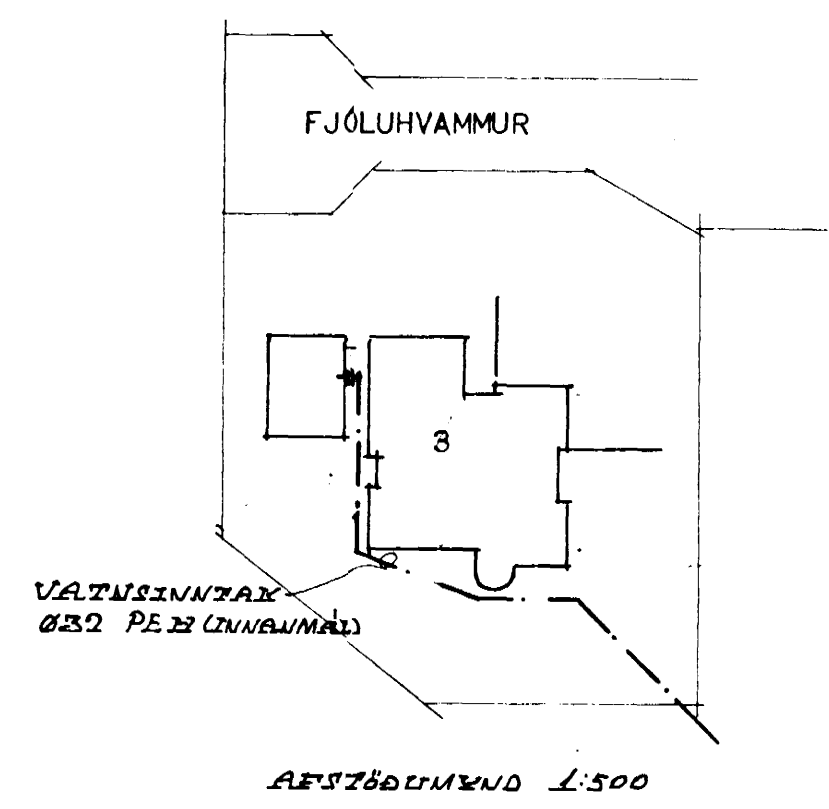 FJÓLUHVAMMUR
3
VATNSINNTAK
Ø32 PEH (INNANMÁL)
AFSTÖÐUMYND 1:500